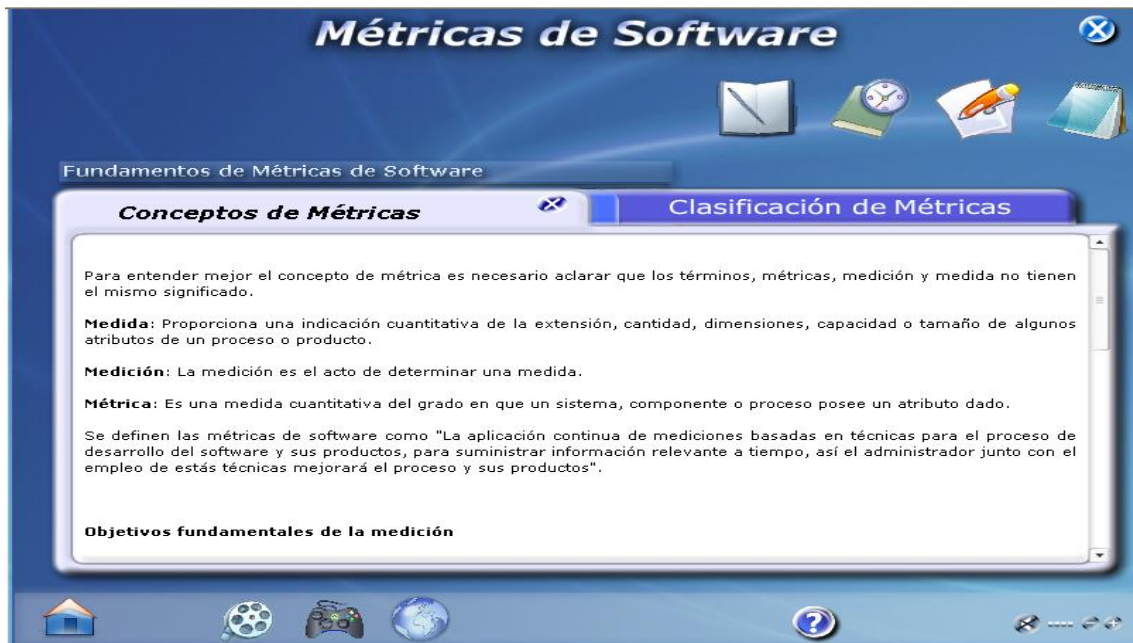 Métricas de Software
Fundamentos de Métricas de Software
Conceptos de Métricas
Clasificación de Métricas
Para entender mejor el concepto de métrica es necesario aclarar que los términos, métricas, medición y medida no tienen
el mismo significado.
Medida: Proporciona una indicación cuantitativa de la extensión, cantidad, dimensiones, capacidad o tamaño de algunos
atributos de un proceso o producto.
Medición: La medición es el acto de determinar una medida.
Métrica: Es una medida cuantitativa del grado en que un sistema, componente o proceso posee un atributo dado.
Se definen las métricas de software como "La aplicación continua de mediciones basadas en técnicas para el proceso de
desarrollo del software y sus productos, para suministrar información relevante a tiempo, así el administrador junto con el
empleo de estás técnicas mejorará el proceso y sus productos".
Objetivos fundamentales de la medición